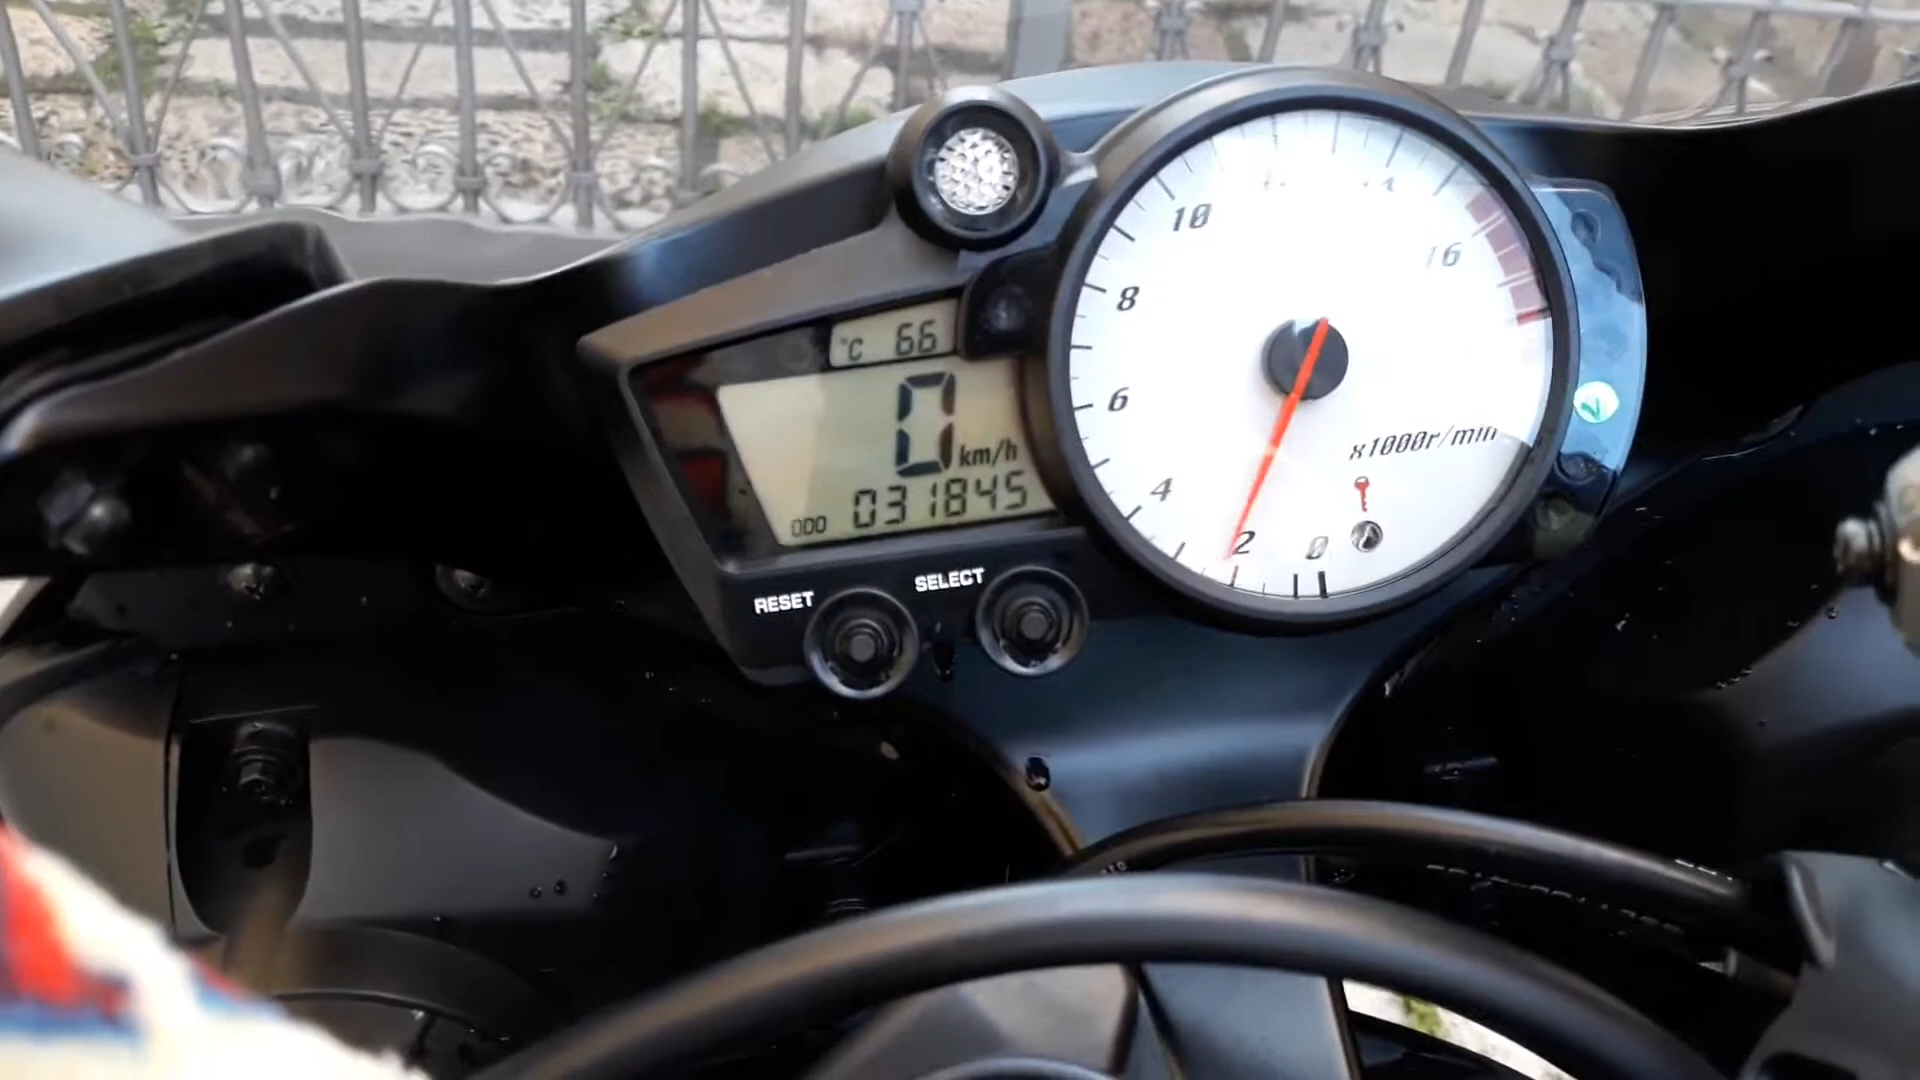 °C 66
0 km/h
ODO 031845
RESET SELECT
10
16
8
6
x1000r/min
4
2
0
N